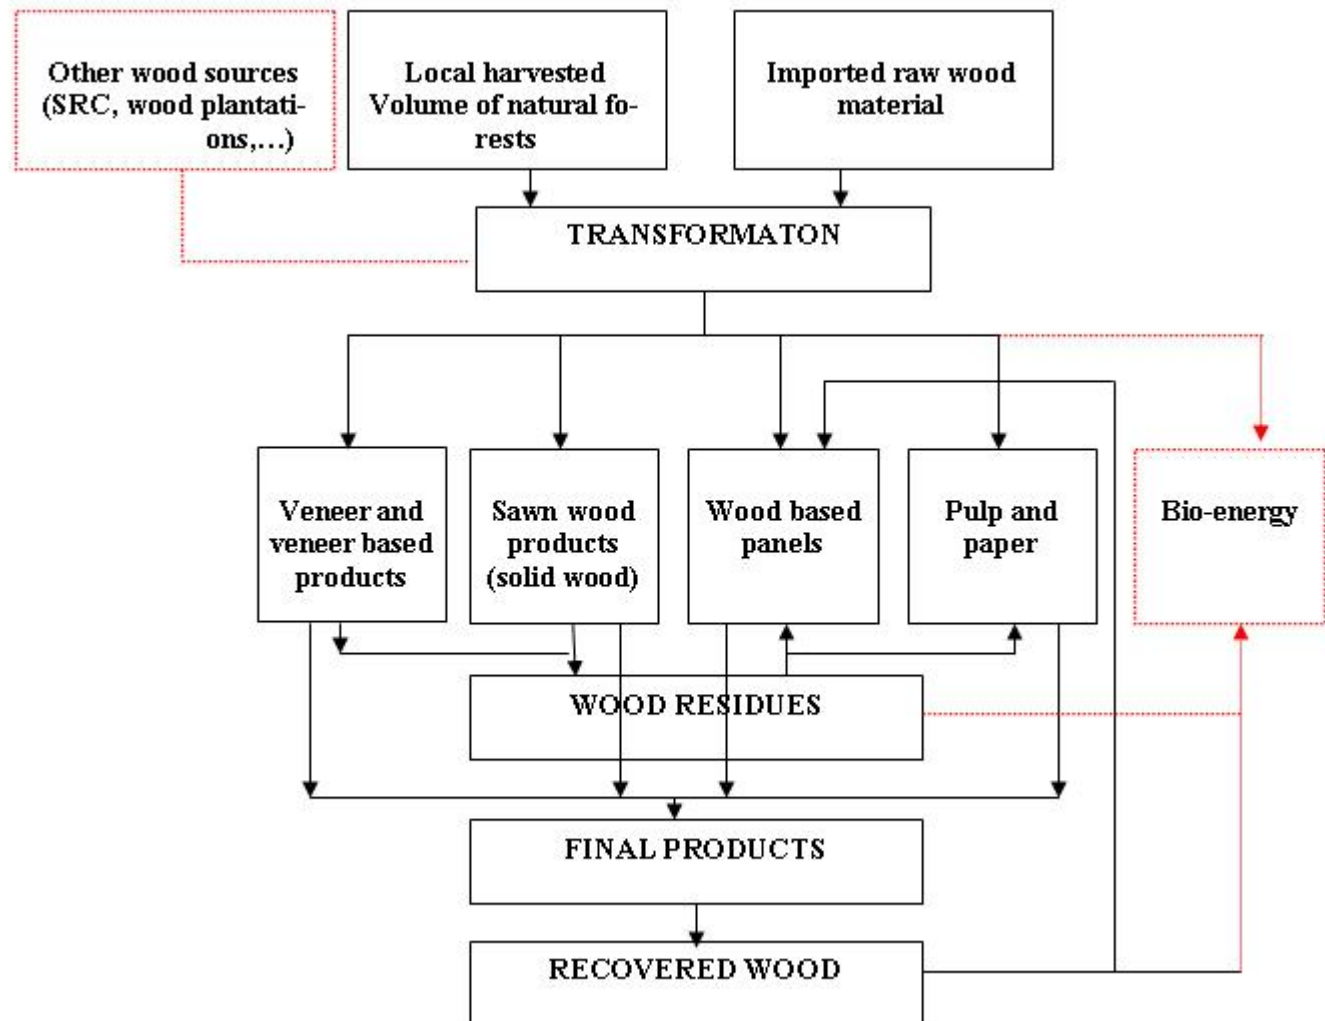 Other wood sources
(SRC, wood plantati-
ons,…)
Local harvested
Volume of natural fo-
rests
Imported raw wood
material
TRANSFORMATON
Veneer and
veneer based
products
Sawn wood
products
(solid wood)
Wood based
panels
Pulp and
paper
Bio-energy
WOOD RESIDUES
FINAL PRODUCTS
RECOVERED WOOD